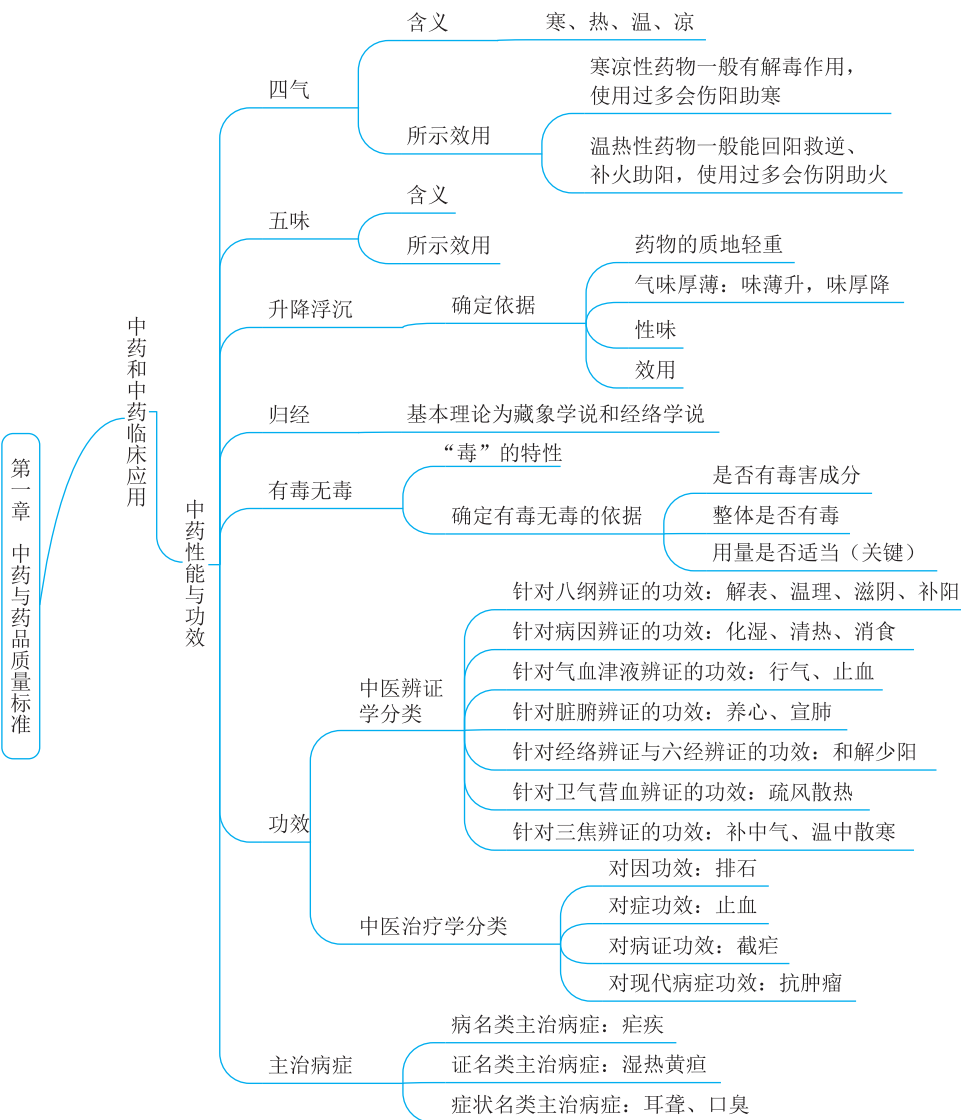 第一章 中药与药品质量标准
中药和中药临床应用
中药性能与功效
四气
含义
寒、热、温、凉
所示效用
寒凉性药物一般有解毒作用，
使用过多会伤阳助寒
温热性药物一般能回阳救逆、
补火助阳，使用过多会伤阴助火
五味
含义
所示效用
升降浮沉
确定依据
药物的质地轻重
气味厚薄：味薄升，味厚降
性味
效用
归经
基本理论为藏象学说和经络学说
有毒无毒
“毒”的特性
确定有毒无毒的依据
是否有毒害成分
整体是否有毒
用量是否适当（关键）
功效
中医辨证
学分类
针对八纲辨证的功效：解表、温理、滋阴、补阳
针对病因辨证的功效：化湿、清热、消食
针对气血津液辨证的功效：行气、止血
针对脏腑辨证的功效：养心、宣肺
针对经络辨证与六经辨证的功效：和解少阳
针对卫气营血辨证的功效：疏风散热
针对三焦辨证的功效：补中气、温中散寒
中医治疗学分类
对因功效：排石
对症功效：止血
对病证功效：截疟
对现代病症功效：抗肿瘤
主治病症
病名类主治病症：疟疾
证名类主治病症：湿热黄疸
症状名类主治病症：耳聋、口臭